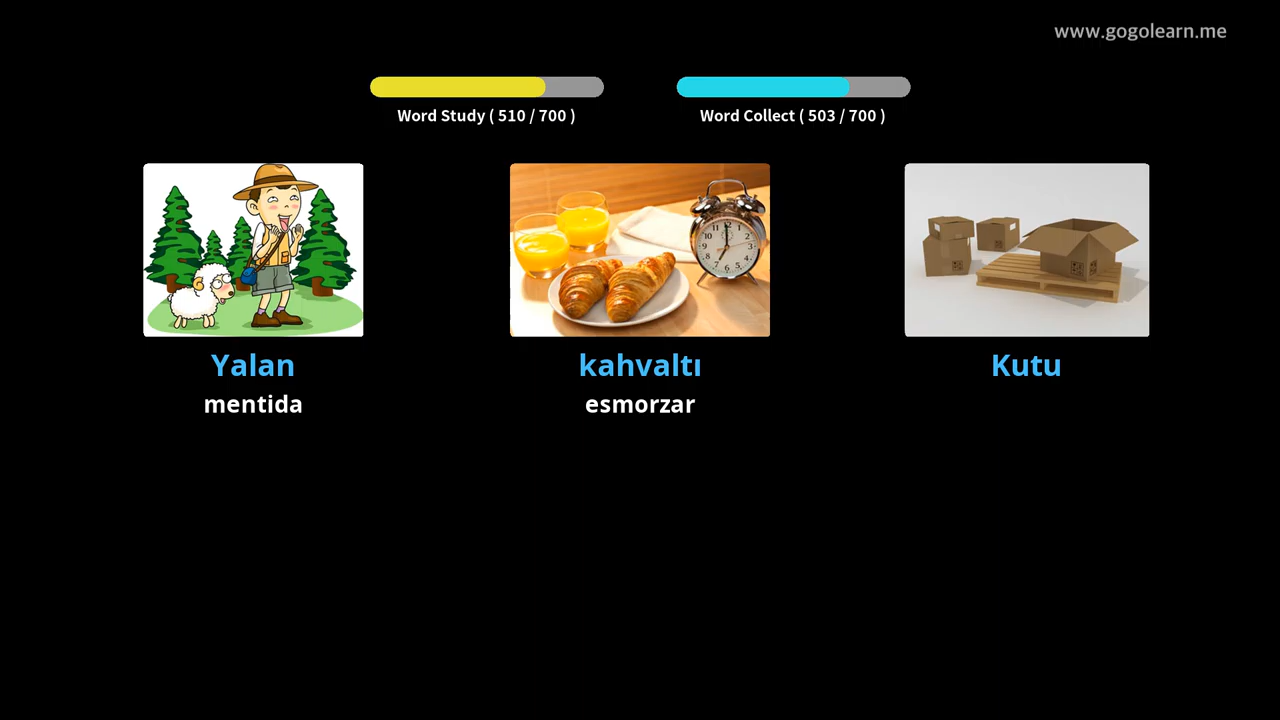 www.gogolearn.me
Word Study ( 510 / 700 )
Word Collect ( 503 / 700 )
Yalan
mentida
kahvaltı
esmorzar
Kutu